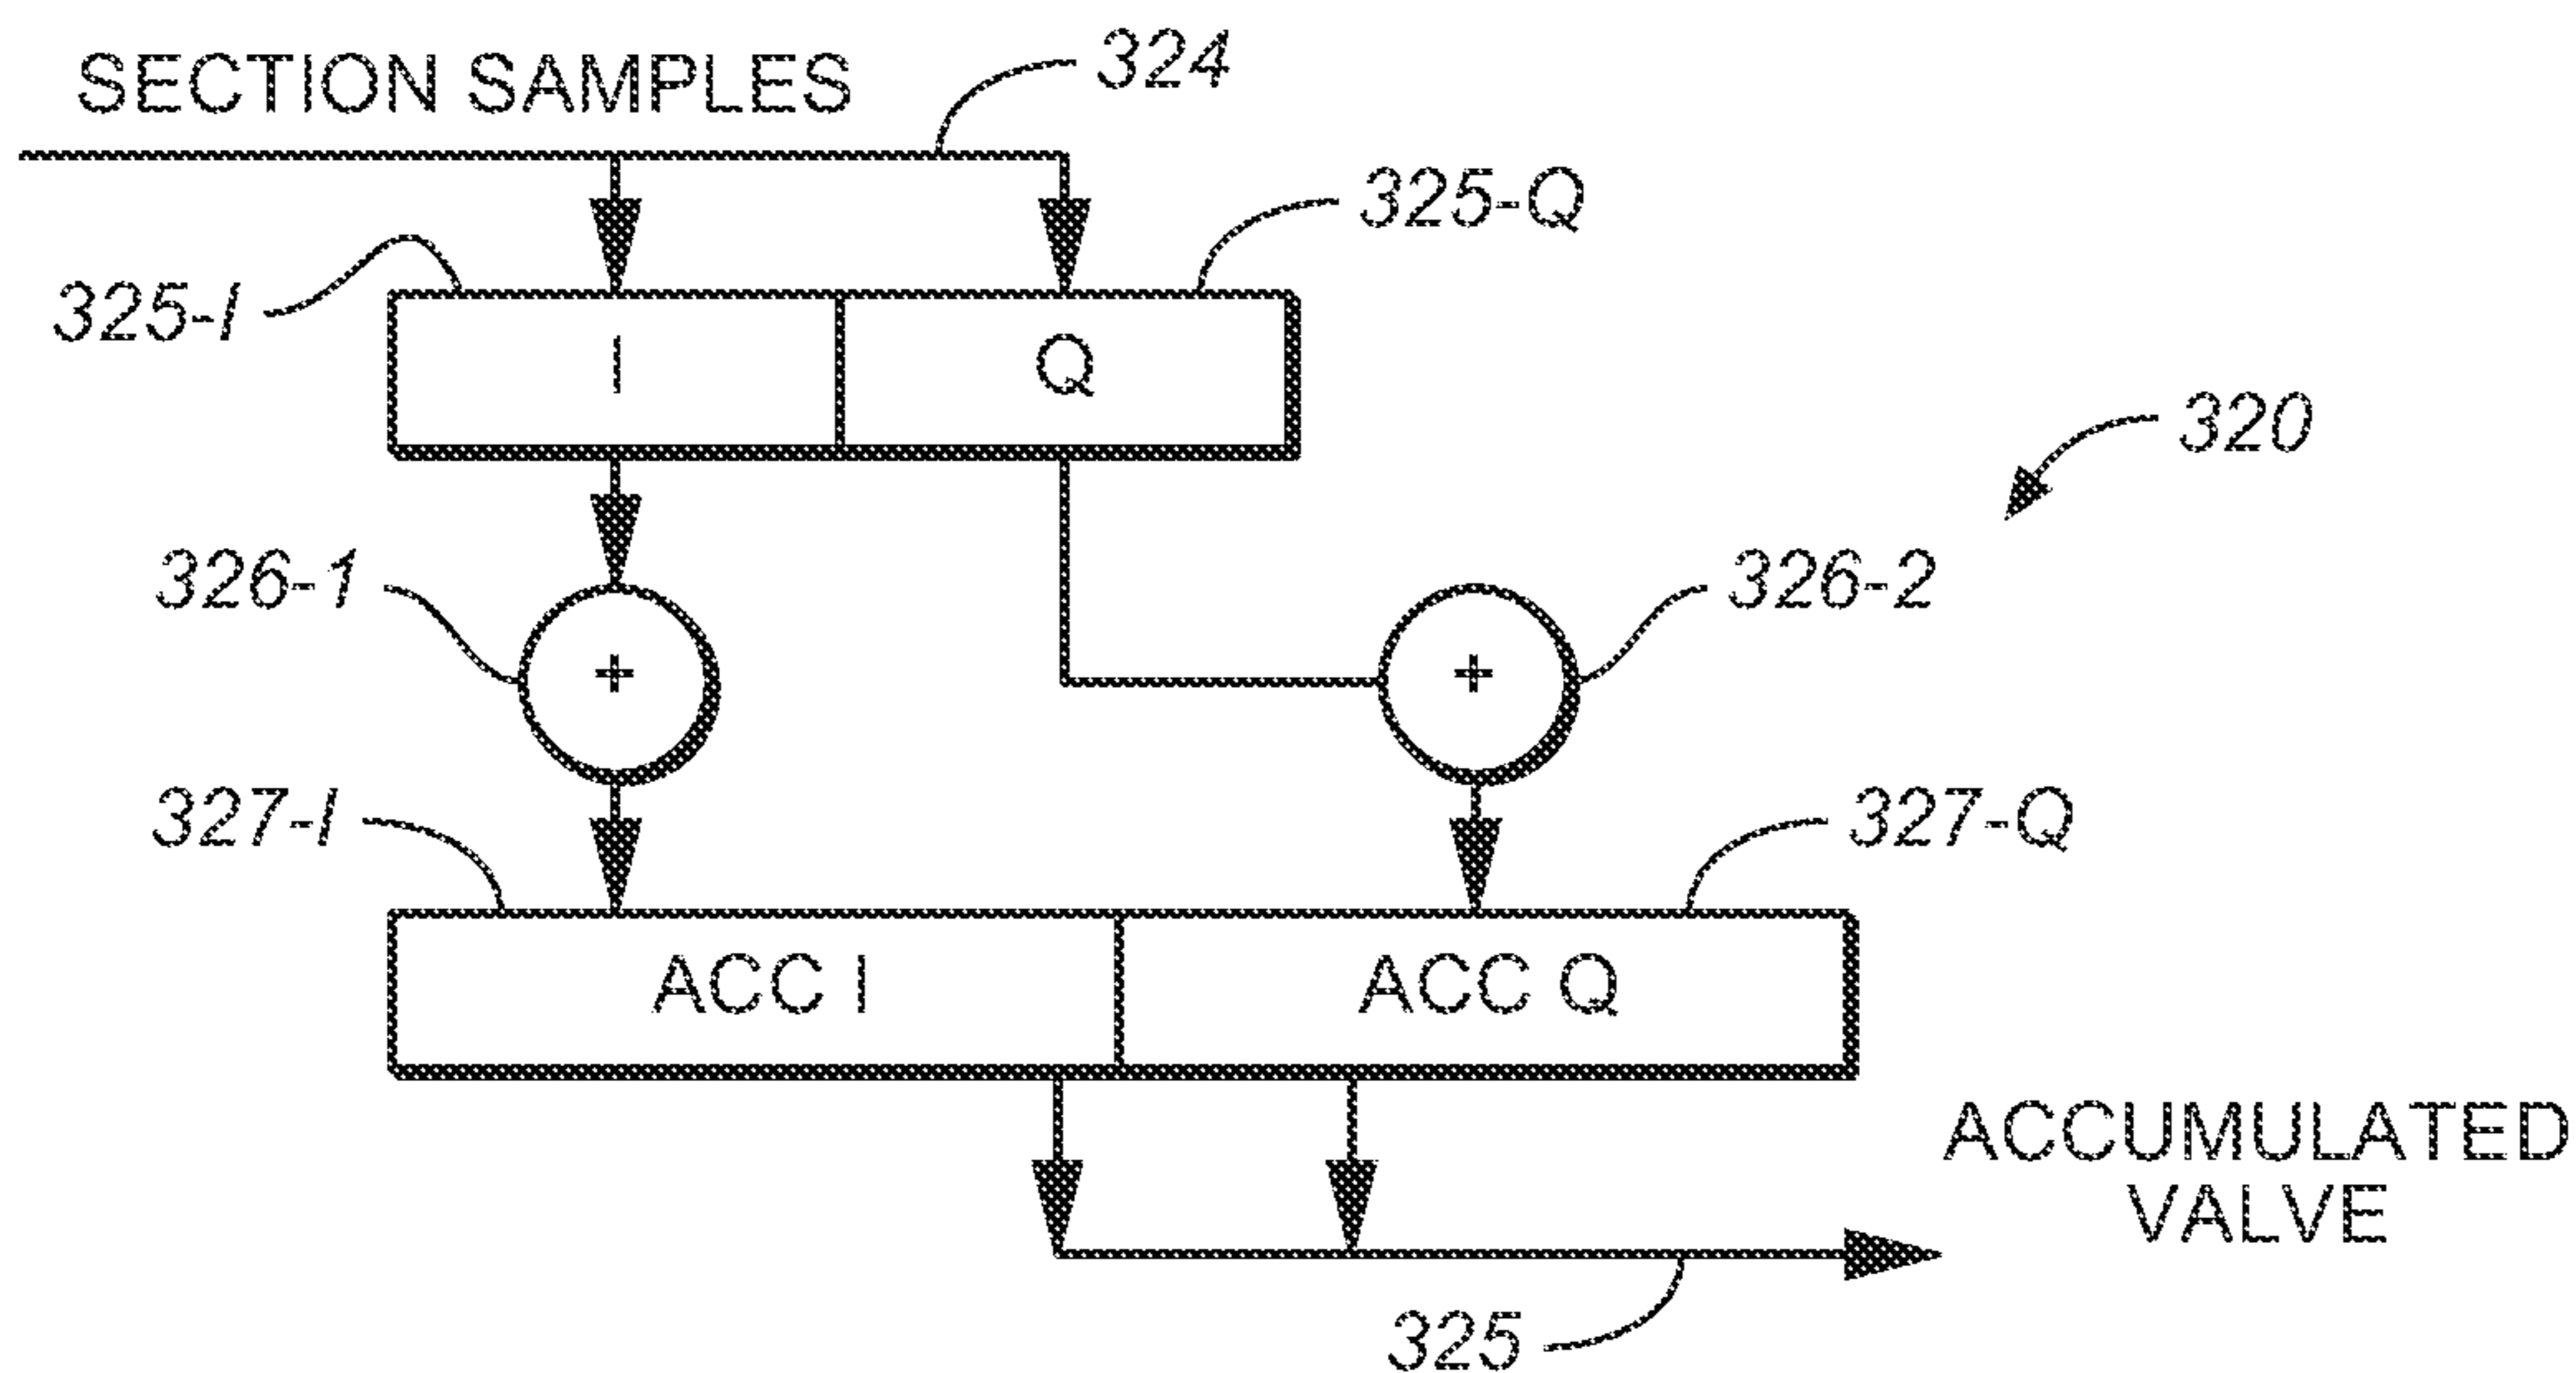 SECTION SAMPLES
324
325-Q
325-I
I
Q
320
326-1
+
+
326-2
327-I
327-Q
ACC I
ACC Q
ACCUMULATED
VALVE
325